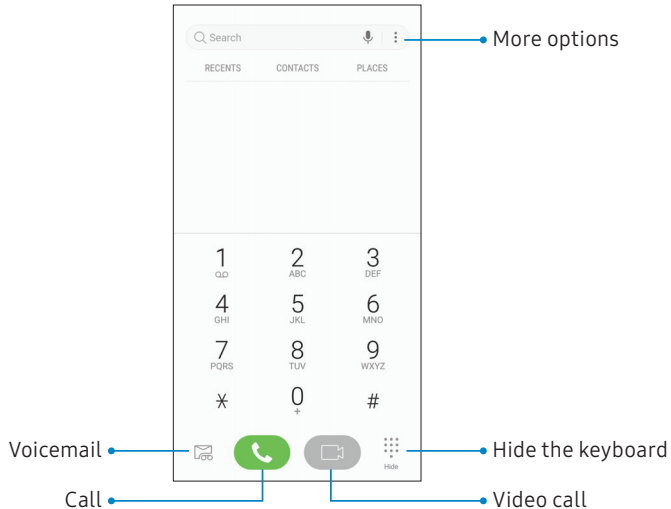 Search
More options
RECENTS CONTACTS PLACES
1 2 3
ABC DEF
4 5 6
GHI JKL MNO
7 8 9
PQRS TUV WXYZ
* 0 #
+
Voicemail
Hide the keyboard
Hide
Call
Video call